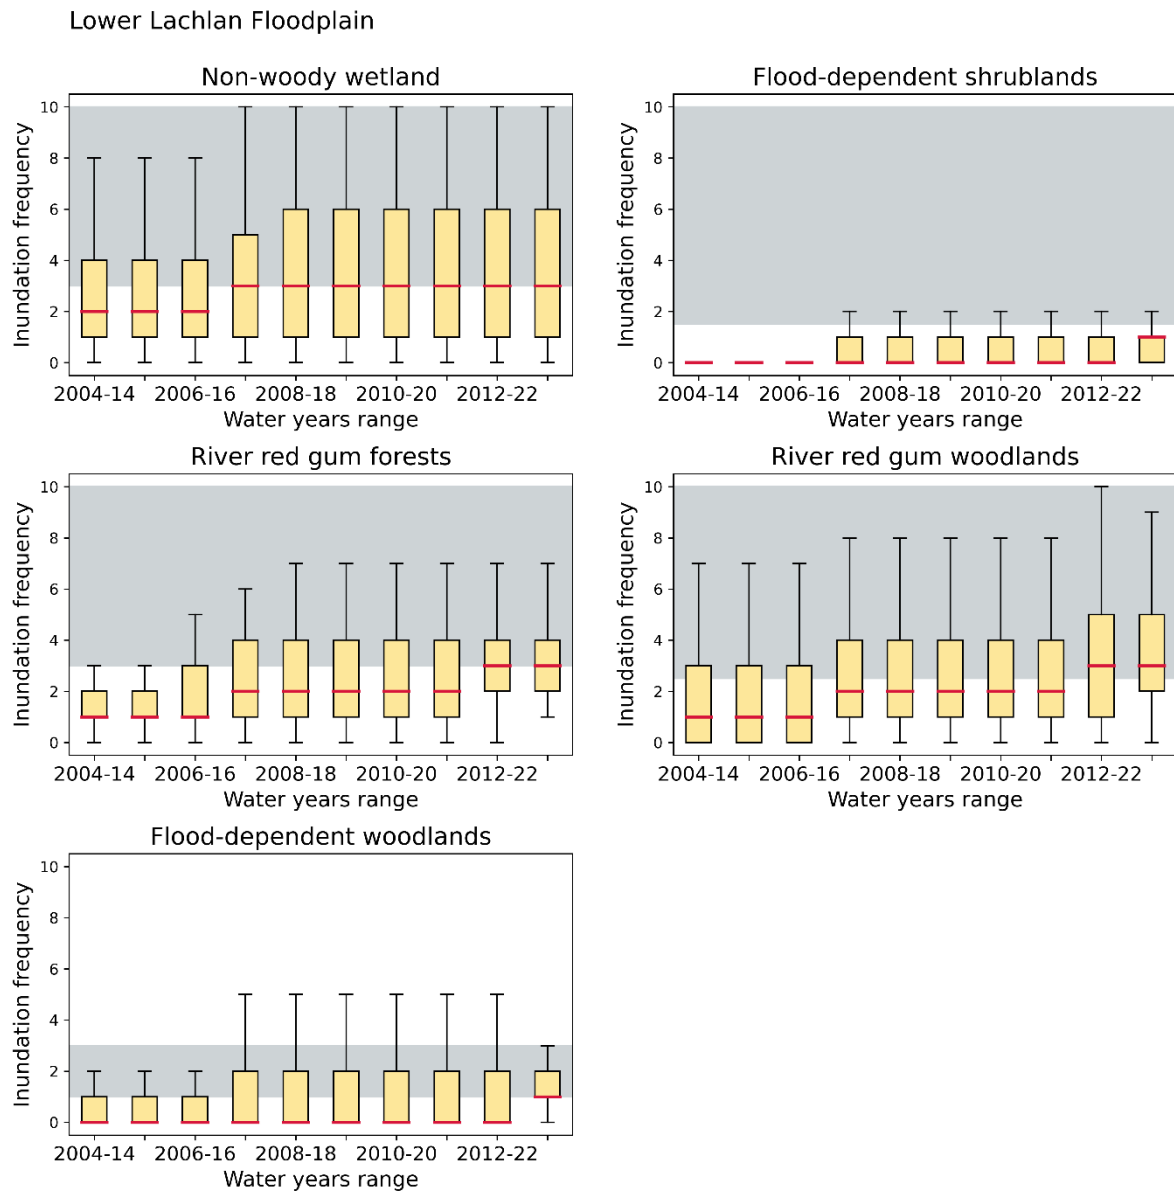 Lower Lachlan Floodplain
Non-woody wetland
Inundation frequency
10
8
6
4
2
0
2004-14 2006-16 2008-18 2010-20 2012-22
Water years range
Flood-dependent shrublands
Inundation frequency
10
8
6
4
2
0
2004-14 2006-16 2008-18 2010-20 2012-22
Water years range
River red gum forests
Inundation frequency
10
8
6
4
2
0
2004-14 2006-16 2008-18 2010-20 2012-22
Water years range
River red gum woodlands
Inundation frequency
10
8
6
4
2
0
2004-14 2006-16 2008-18 2010-20 2012-22
Water years range
Flood-dependent woodlands
Inundation frequency
10
8
6
4
2
0
2004-14 2006-16 2008-18 2010-20 2012-22
Water years range